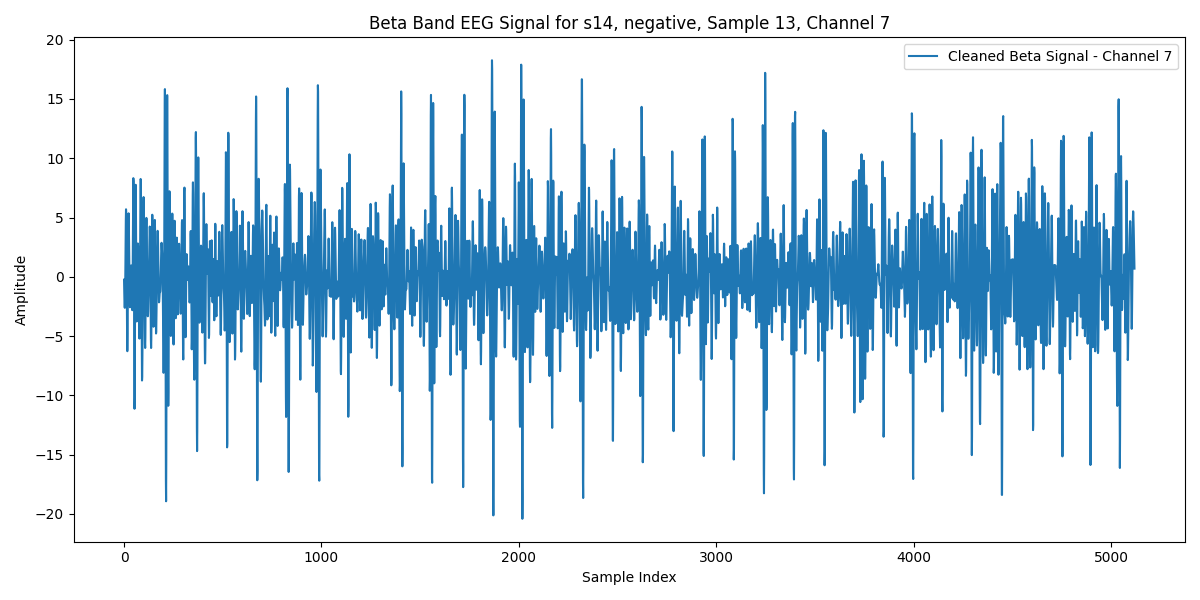 Beta Band EEG Signal for s14, negative, Sample 13, Channel 7
Cleaned Beta Signal - Channel 7
Amplitude
20
15
10
5
0
−5
−10
−15
−20
0 1000 2000 3000 4000 5000
Sample Index